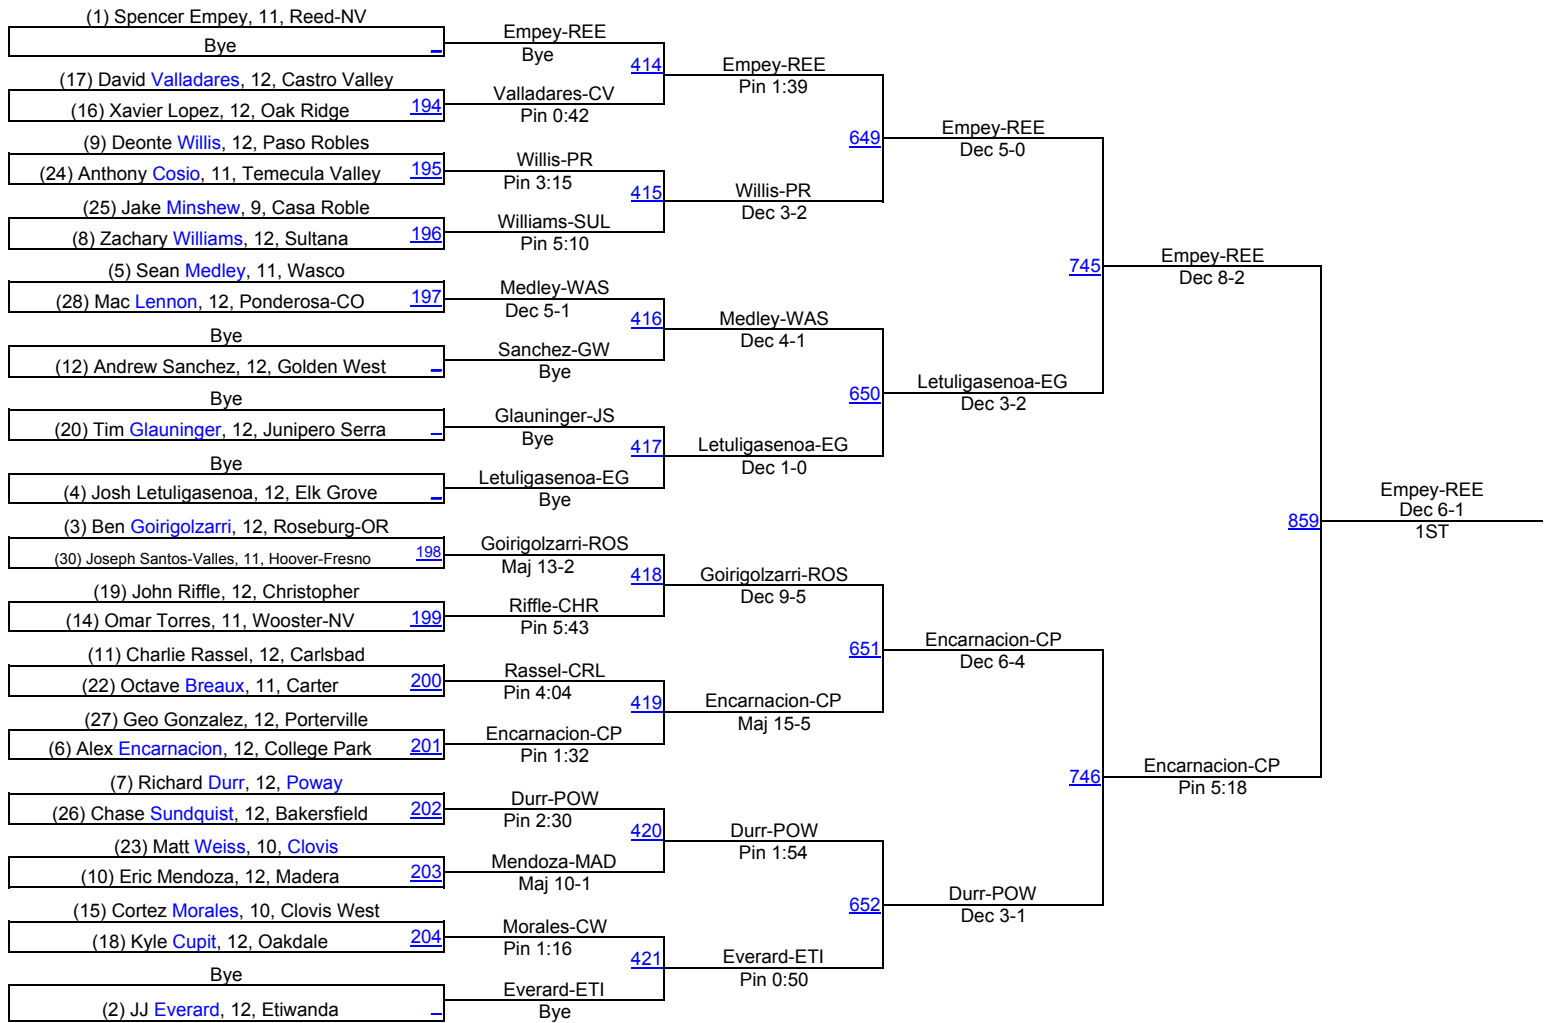 (1) Spencer Empey, 11, Reed-NV
Bye
(17) David Valladares, 12, Castro Valley
(16) Xavier Lopez, 12, Oak Ridge 194
(9) Deonte Willis, 12, Paso Robles
(24) Anthony Cosio, 11, Temecula Valley 195
(25) Jake Minshew, 9, Casa Roble
(8) Zachary Williams, 12, Sultana 196
(5) Sean Medley, 11, Wasco
(28) Mac Lennon, 12, Ponderosa-CO 197
Bye
(12) Andrew Sanchez, 12, Golden West
Bye
(20) Tim Glauninger, 12, Junipero Serra
Bye
(4) Josh Letuligasenoa, 12, Elk Grove
(3) Ben Goirigolzarri, 12, Roseburg-OR
(30) Joseph Santos-Valles, 11, Hoover-Fresno 198
(19) John Riffle, 12, Christopher
(14) Omar Torres, 11, Wooster-NV 199
(11) Charlie Rassel, 12, Carlsbad
(22) Octave Breaux, 11, Carter 200
(27) Geo Gonzalez, 12, Porterville
(6) Alex Encarnacion, 12, College Park 201
(7) Richard Durr, 12, Poway
(26) Chase Sundquist, 12, Bakersfield 202
(23) Matt Weiss, 10, Clovis
(10) Eric Mendoza, 12, Madera 203
(15) Cortez Morales, 10, Clovis West
(18) Kyle Cupit, 12, Oakdale 204
Bye
(2) JJ Everard, 12, Etiwanda
Empey-REE
Bye
414
Valladares-CV
Pin 0:42
Willis-PR
Pin 3:15
415
Williams-SUL
Pin 5:10
Medley-WAS
Dec 5-1
416
Sanchez-GW
Bye
Glauninger-JS
Bye
417
Letuligasenoa-EG
Bye
Goirigolzarri-ROS
Maj 13-2
418
Riffle-CHR
Pin 5:43
Rassel-CRL
Pin 4:04
419
Encarnacion-CP
Pin 1:32
Durr-POW
Pin 2:30
420
Mendoza-MAD
Maj 10-1
Morales-CW
Pin 1:16
421
Everard-ETI
Bye
Empey-REE
Pin 1:39
649
Willis-PR
Dec 3-2
Medley-WAS
Dec 4-1
650
Letuligasenoa-EG
Dec 1-0
Goirigolzarri-ROS
Dec 9-5
651
Encarnacion-CP
Maj 15-5
Durr-POW
Pin 1:54
652
Everard-ETI
Pin 0:50
Empey-REE
Dec 5-0
745
Letuligasenoa-EG
Dec 3-2
Encarnacion-CP
Dec 6-4
746
Durr-POW
Dec 3-1
Empey-REE
Dec 8-2
859
Encarnacion-CP
Pin 5:18
Empey-REE
Dec 6-1
1ST